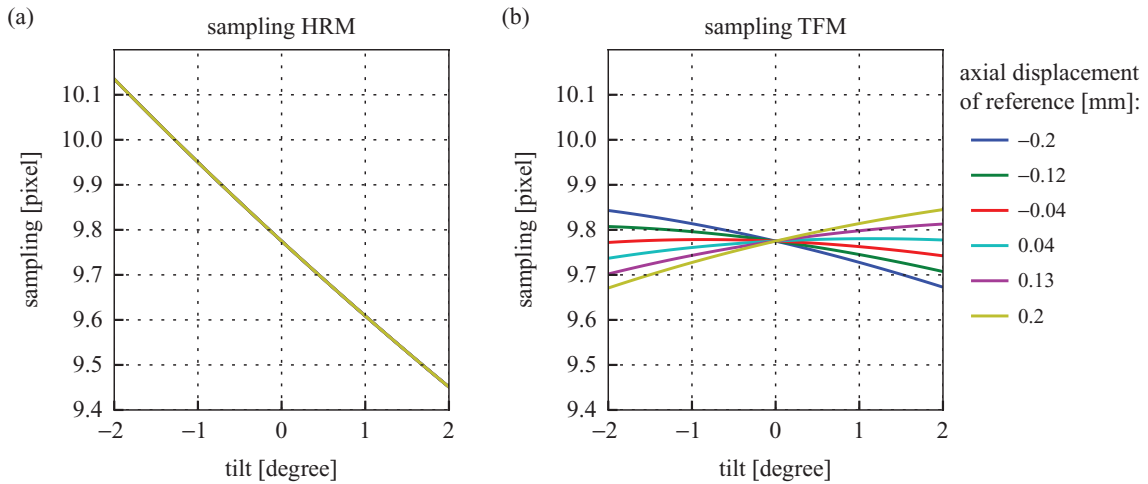 (a)
sampling HRM
10.1
10.0
9.9
9.8
9.7
9.6
9.5
9.4
sampling [pixel]
−2 −1 0 1 2
tilt [degree]
(b)
sampling TFM
10.1
10.0
9.9
9.8
9.7
9.6
9.5
9.4
sampling [pixel]
−2 −1 0 1 2
tilt [degree]
axial displacement
of reference [mm]:
−0.2
−0.12
−0.04
0.04
0.13
0.2